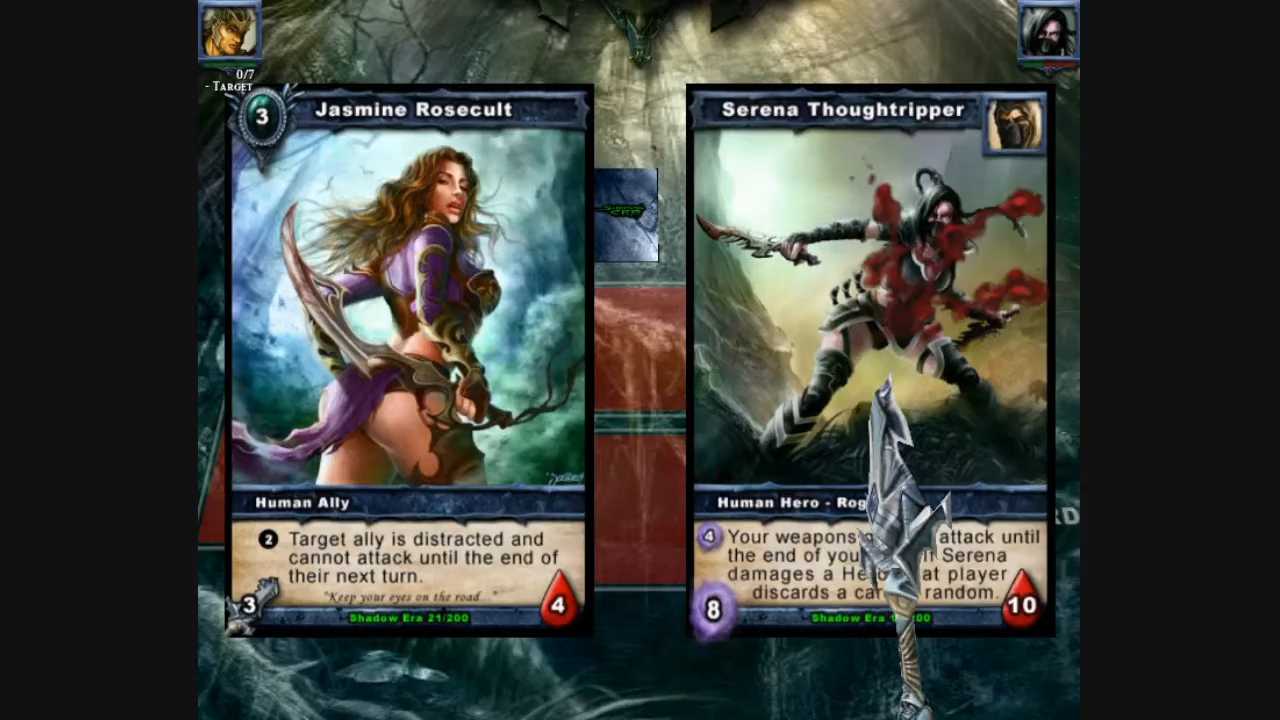 0/7
- Target
3
Jasmine Rosecult
Human Ally
2 Target ally is distracted and
cannot attack until the end of
their next turn.
"Keep your eyes on the road..."
3
4
Shadow Era 21/200
Serena Thoughtripper
Human Hero - Rog
4 Your weapons attack until
the end of you Serena
damages a He at player
discards a car random.
8
10
Shadow Era 1 00